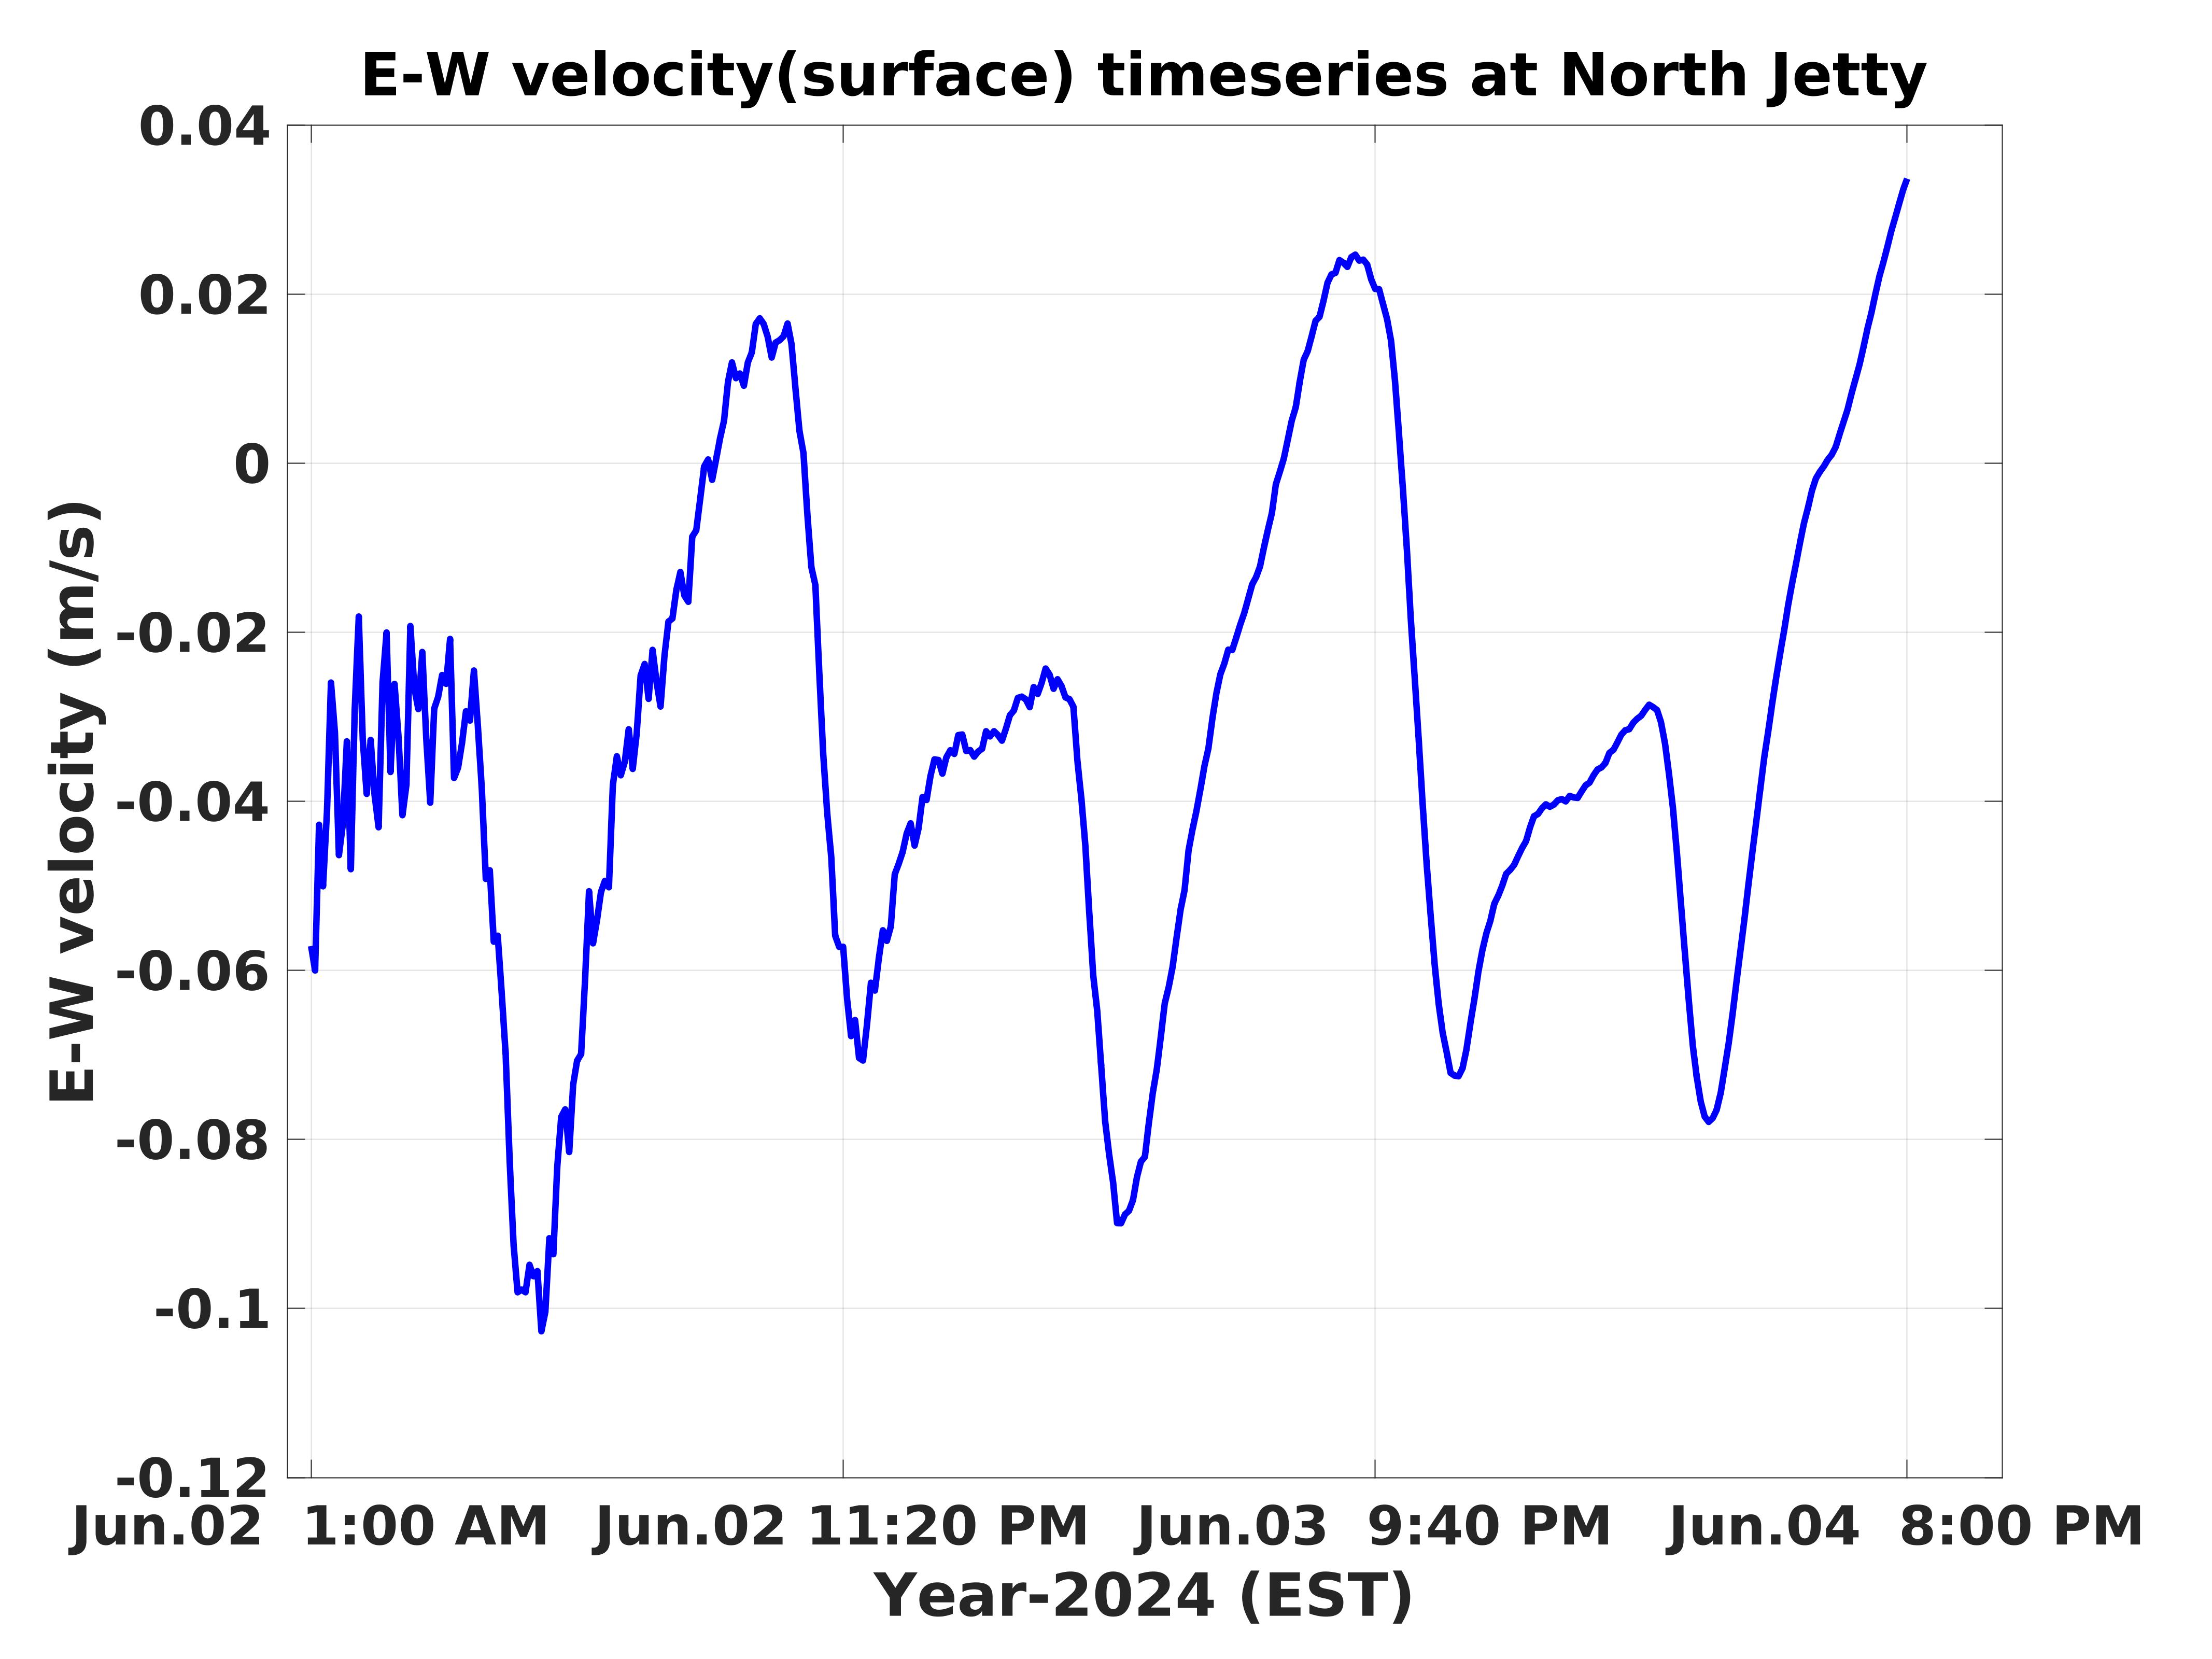 E-W velocity(surface) timeseries at North Jetty
0.04
0.02
0
-0.02
-0.04
-0.06
-0.08
-0.1
-0.12
E-W velocity (m/s)
Jun.02 1:00 AM Jun.02 11:20 PM Jun.03 9:40 PM Jun.04 8:00 PM
Year-2024 (EST)